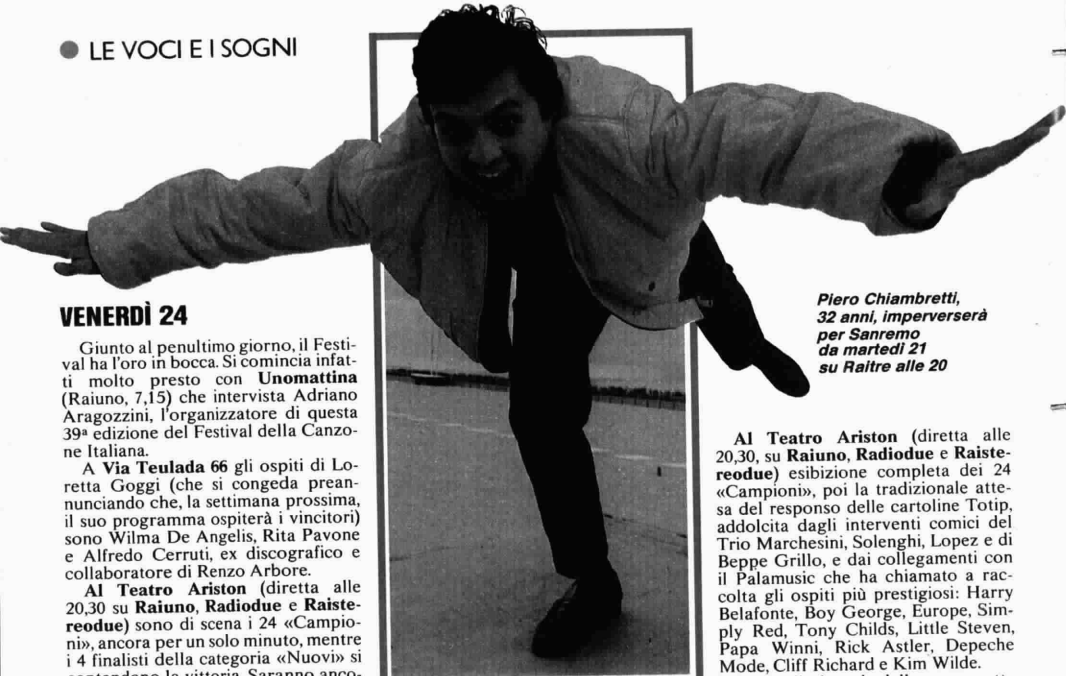 LE VOCI E I SOGNI
VENERDÌ 24
Giunto al penultimo giorno, il Festi-
val ha l'oro in bocca. Si comincia infat-
ti molto presto con Unomattina
(Raiuno, 7,15) che intervista Adriano
Aragozzini, l'organizzatore di questa
39ª edizione del Festival della Canzo-
ne Italiana.
A Via Teulada 66 gli ospiti di Lo-
retta Goggi (che si congeda prean-
nunciando che, la settimana prossima,
il suo programma ospiterà i vincitori)
sono Wilma De Angelis, Rita Pavone
e Alfredo Cerruti, ex discografico e
collaboratore di Renzo Arbore.
Al Teatro Ariston (diretta alle
20,30 su Raiuno, Radiodue e Raiste-
reodue) sono di scena i 24 «Campio-
ni», ancora per un solo minuto, mentre
i 4 finalisti della categoria «Nuovi» si
contendono la vittoria. Saranno anco-
Piero Chiambretti,
32 anni, imperverserà
per Sanremo
da martedì 21
su Raitre alle 20
Al Teatro Ariston (diretta alle
20,30, su Raiuno, Radiodue e Raiste-
reodue) esibizione completa dei 24
«Campioni», poi la tradizionale atte-
sa del responso delle cartoline Totip,
addolcita dagli interventi comici del
Trio Marchesini, Solenghi, Lopez e di
Beppe Grillo, e dai collegamenti con
il Palamusic che ha chiamato a rac-
colta gli ospiti più prestigiosi: Harry
Belafonte, Boy George, Europe, Sim-
ply Red, Tony Childs, Little Steven,
Papa Winni, Rick Astler, Depeche
Mode, Cliff Richard e Kim Wilde.